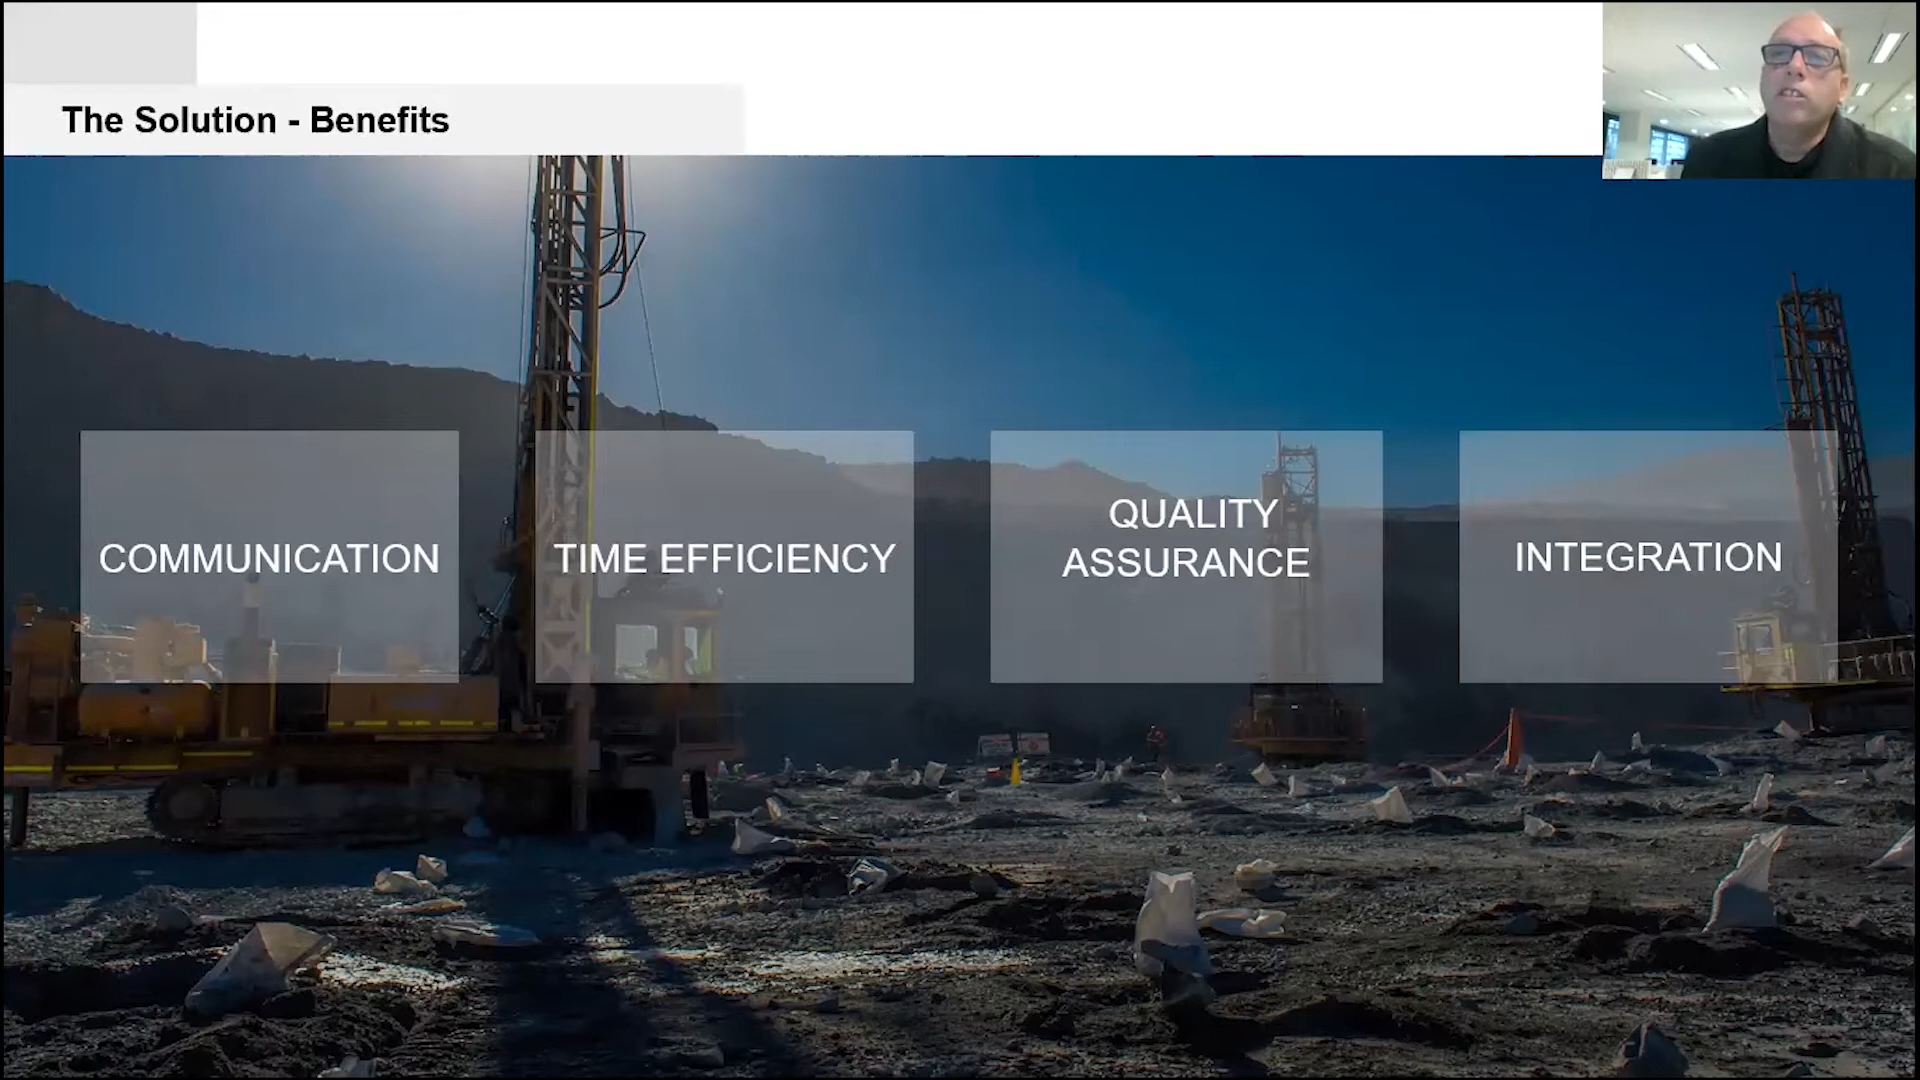 The Solution - Benefits
COMMUNICATION
TIME EFFICIENCY
QUALITY
ASSURANCE
INTEGRATION